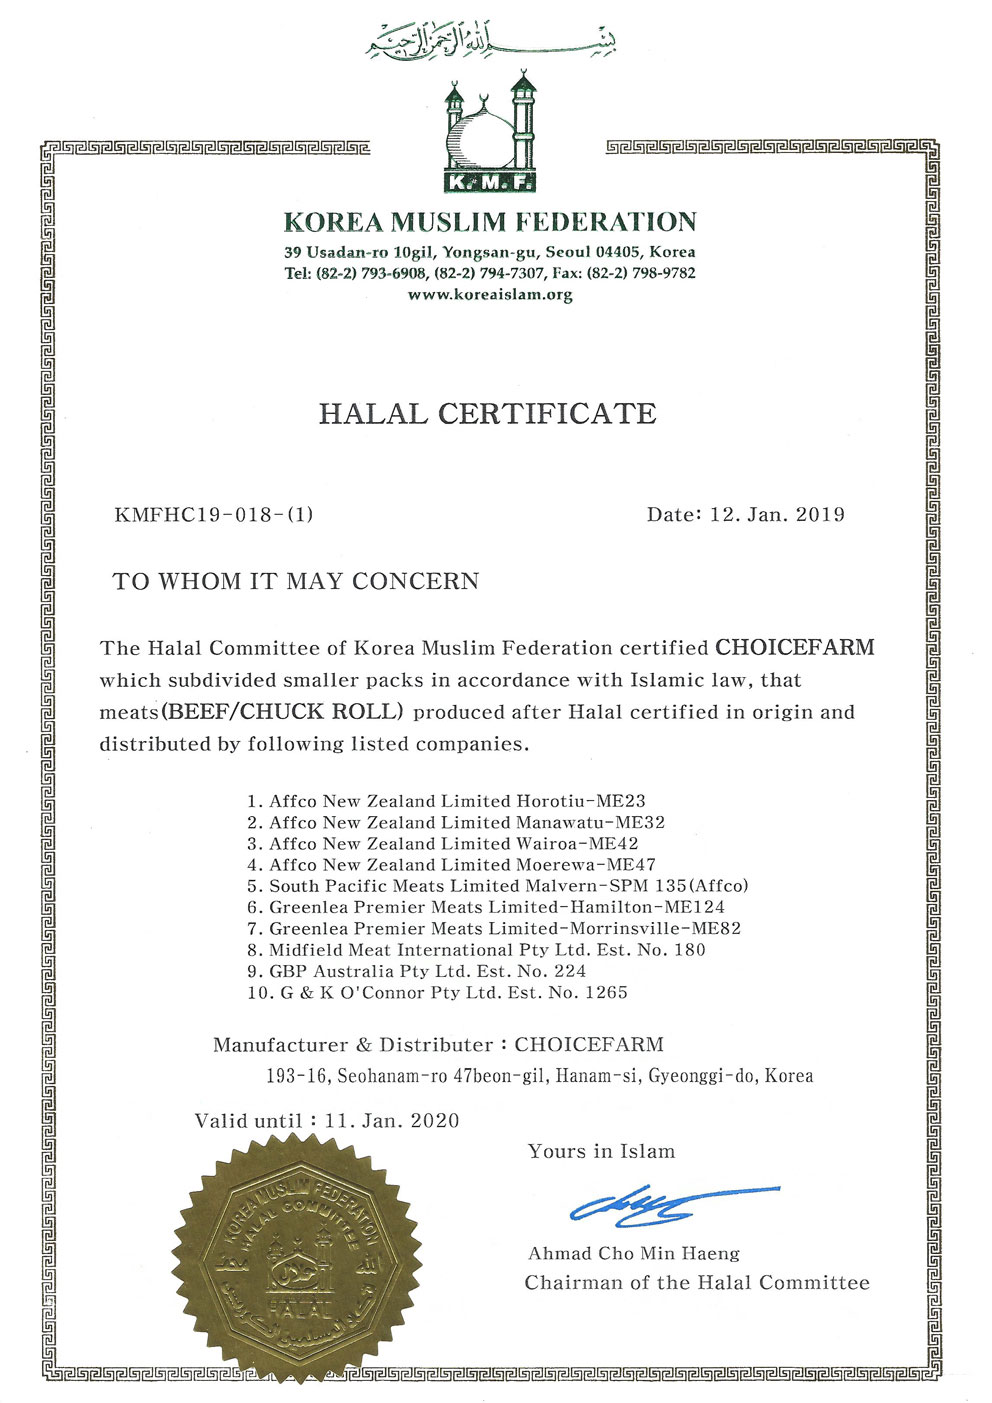 بسم الله الرحمن الرحيم
K.M.F.
KOREA MUSLIM FEDERATION
39 Usadan-ro 10gil, Yongsan-gu, Seoul 04405, Korea
Tel: (82-2) 793-6908, (82-2) 794-7307, Fax: (82-2) 798-9782
www.koreaislam.org
HALAL CERTIFICATE
KMFHC19-018-(1) Date: 12. Jan. 2019
TO WHOM IT MAY CONCERN
The Halal Committee of Korea Muslim Federation certified CHOICEFARM
which subdivided smaller packs in accordance with Islamic law, that
meats(BEEF/CHUCK ROLL) produced after Halal certified in origin and
distributed by following listed companies.
1. Affco New Zealand Limited Horotiu-ME23
2. Affco New Zealand Limited Manawatu-ME32
3. Affco New Zealand Limited Wairoa-ME42
4. Affco New Zealand Limited Moerewa-ME47
5. South Pacific Meats Limited Malvern-SPM 135(Affco)
6. Greenlea Premier Meats Limited-Hamilton-ME124
7. Greenlea Premier Meats Limited-Morrinsville-ME82
8. Midfield Meat International Pty Ltd. Est. No. 180
9. GBP Australia Pty Ltd. Est. No. 224
10. G & K O'Connor Pty Ltd. Est. No. 1265
Manufacturer & Distributer : CHOICEFARM
193-16, Seohanam-ro 47beon-gil, Hanam-si, Gyeonggi-do, Korea
Valid until : 11. Jan. 2020
Yours in Islam
Ahmad Cho Min Haeng
Chairman of the Halal Committee
KOREA MUSLIM FEDERATION
HALAL COMMITTEE
محمد
الله
حلال
HALAL
اتحاد المسلمين الكوريين